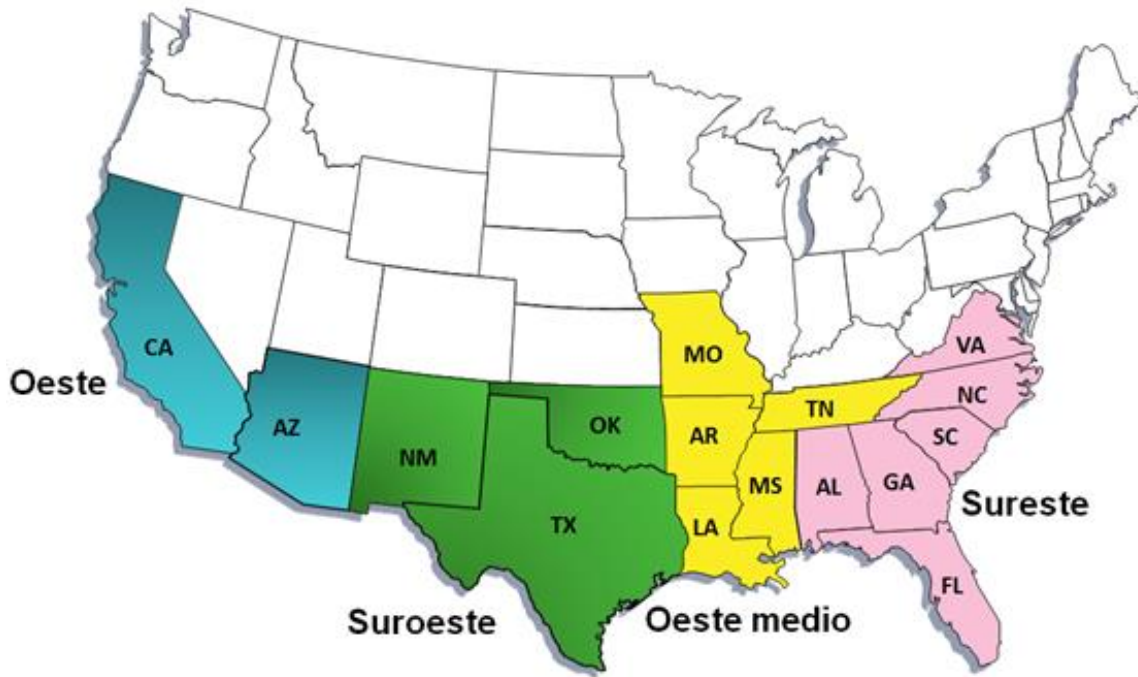 CA
Oeste
AZ
NM
OK
TX
Suroeste
MO
AR
LA
MS
TN
Oeste medio
VA
NC
SC
AL
GA
FL
Sureste